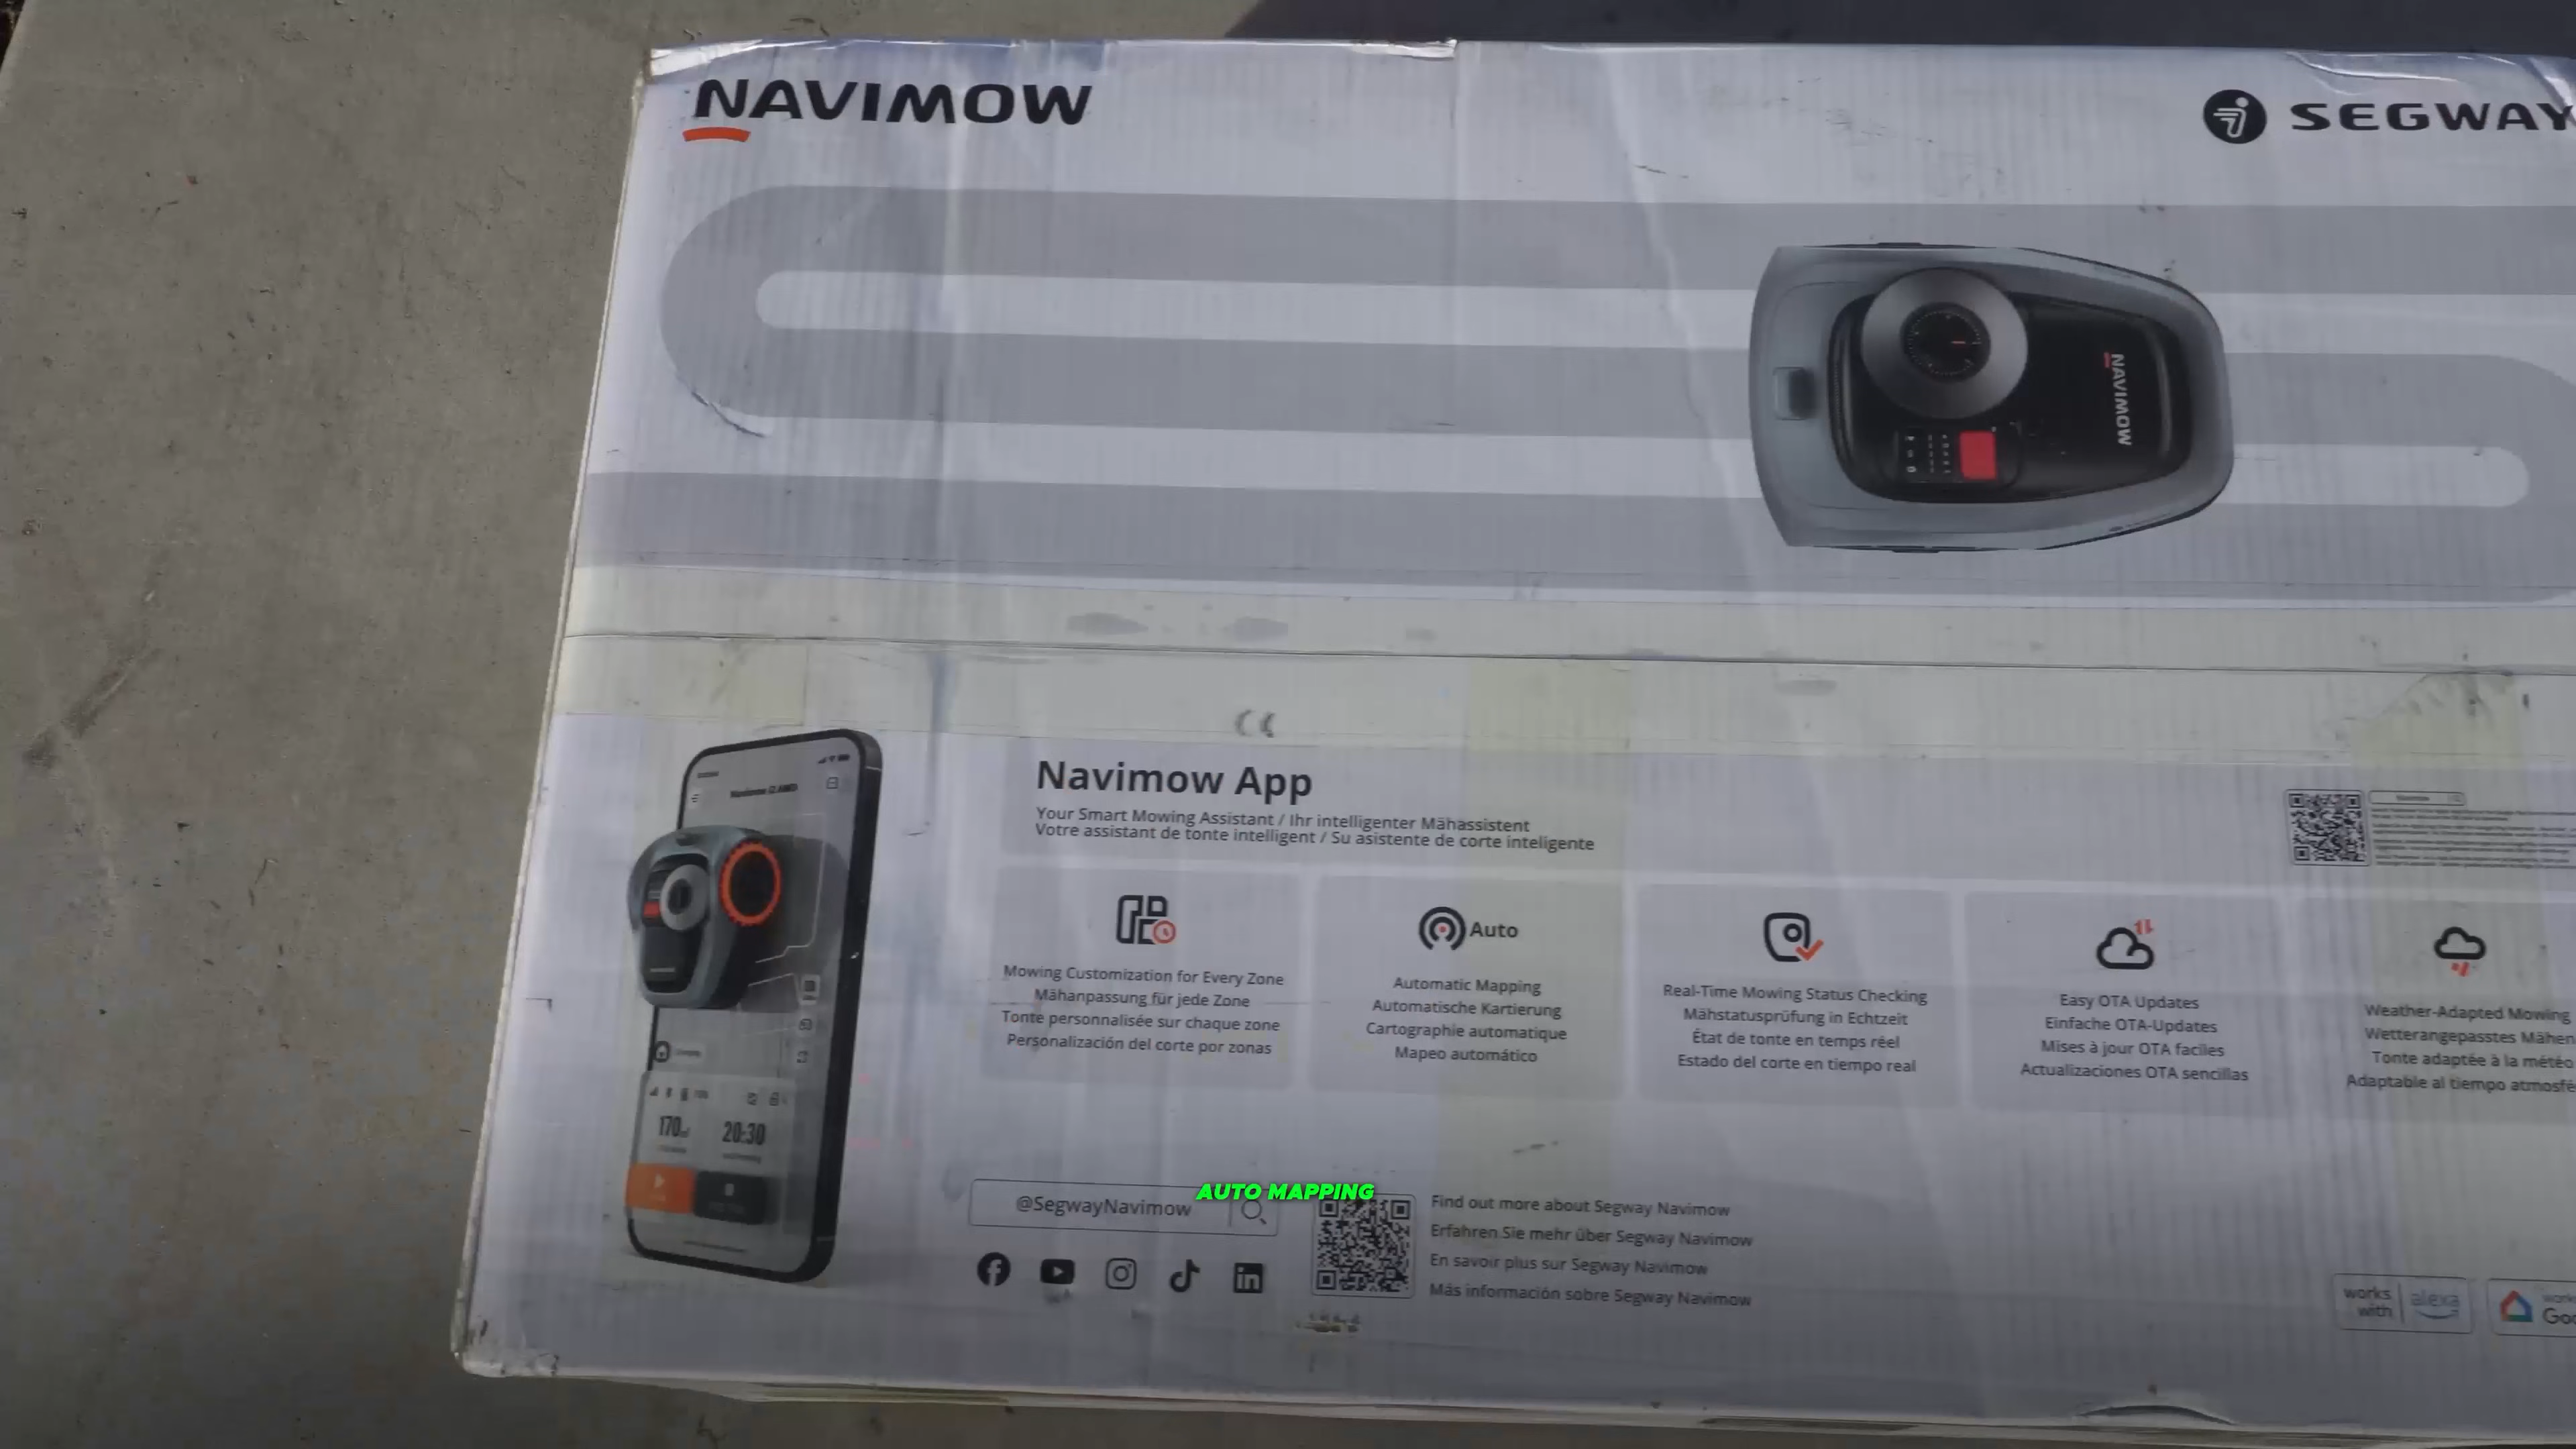 NAVIMOW
SEGWAY
NAVIMOW
Navimow App
Your Smart Mowing Assistant / Ihr intelligenter Mähassistent
Votre assistant de tonte intelligent / Su asistente de corte inteligente
Mowing Customization for Every Zone
Mähanpassung für jede Zone
Tonte personnalisée sur chaque zone
Personalización del corte por zonas
Auto
Automatic Mapping
Automatische Kartierung
Cartographie automatique
Mapeo automático
Real-Time Mowing Status Checking
Mähstatusprüfung in Echtzeit
État de tonte en temps réel
Estado del corte en tiempo real
Easy OTA Updates
Einfache OTA-Updates
Mises à jour OTA faciles
Actualizaciones OTA sencillas
Weather-Adapted Mowing
Wetterangepasstes Mähen
Tonte adaptée à la météo
Adaptable al tiempo atmosfé
170
20:30
AUTO MAPPING
@SegwayNavimow
Find out more about Segway Navimow
Erfahren Sie mehr über Segway Navimow
En savoir plus sur Segway Navimow
Más información sobre Segway Navimow
works with alexa